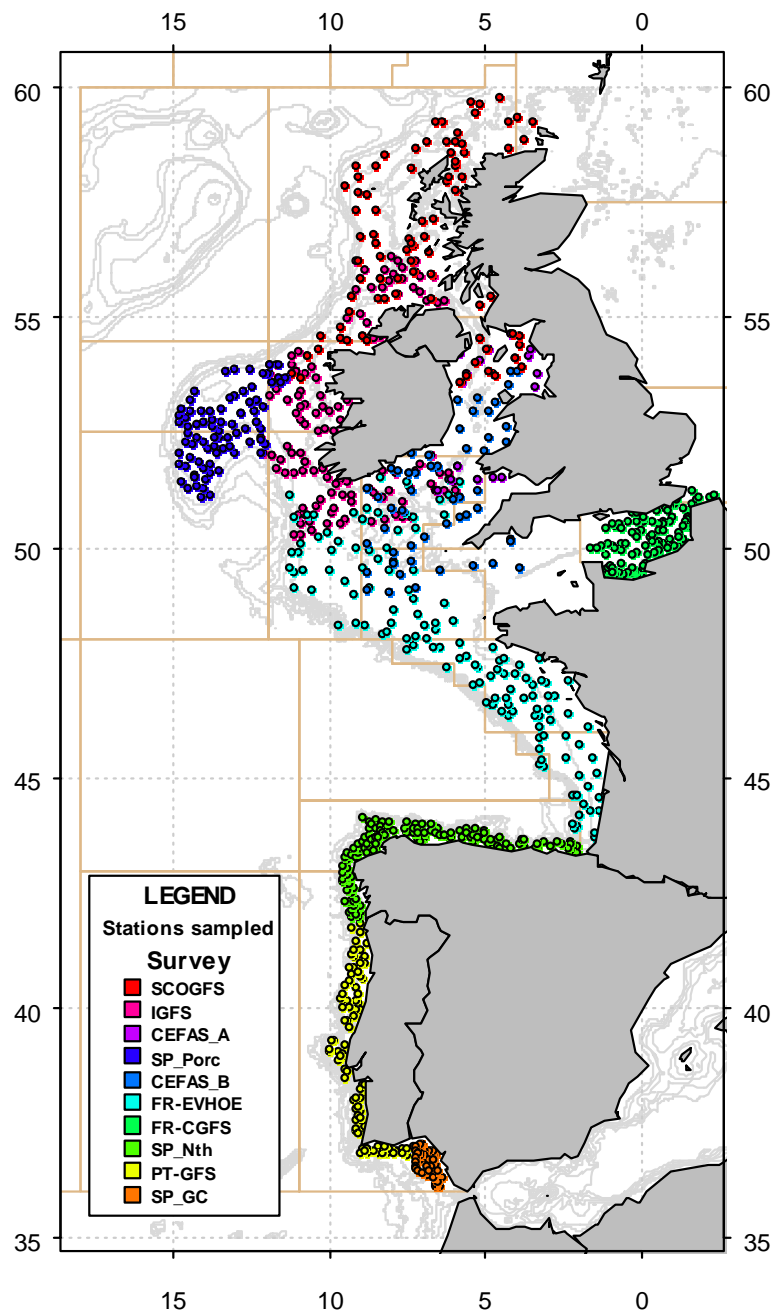 15 10 5 0
60 60
55 55
50 50
45 45
40 40
35 35
LEGEND
Stations sampled
Survey
SCOGFS
IGFS
CEFAS_A
SP_Porc
CEFAS_B
FR-EVHOE
FR-CGFS
SP_Nth
PT-GFS
SP_GC
15 10 5 0